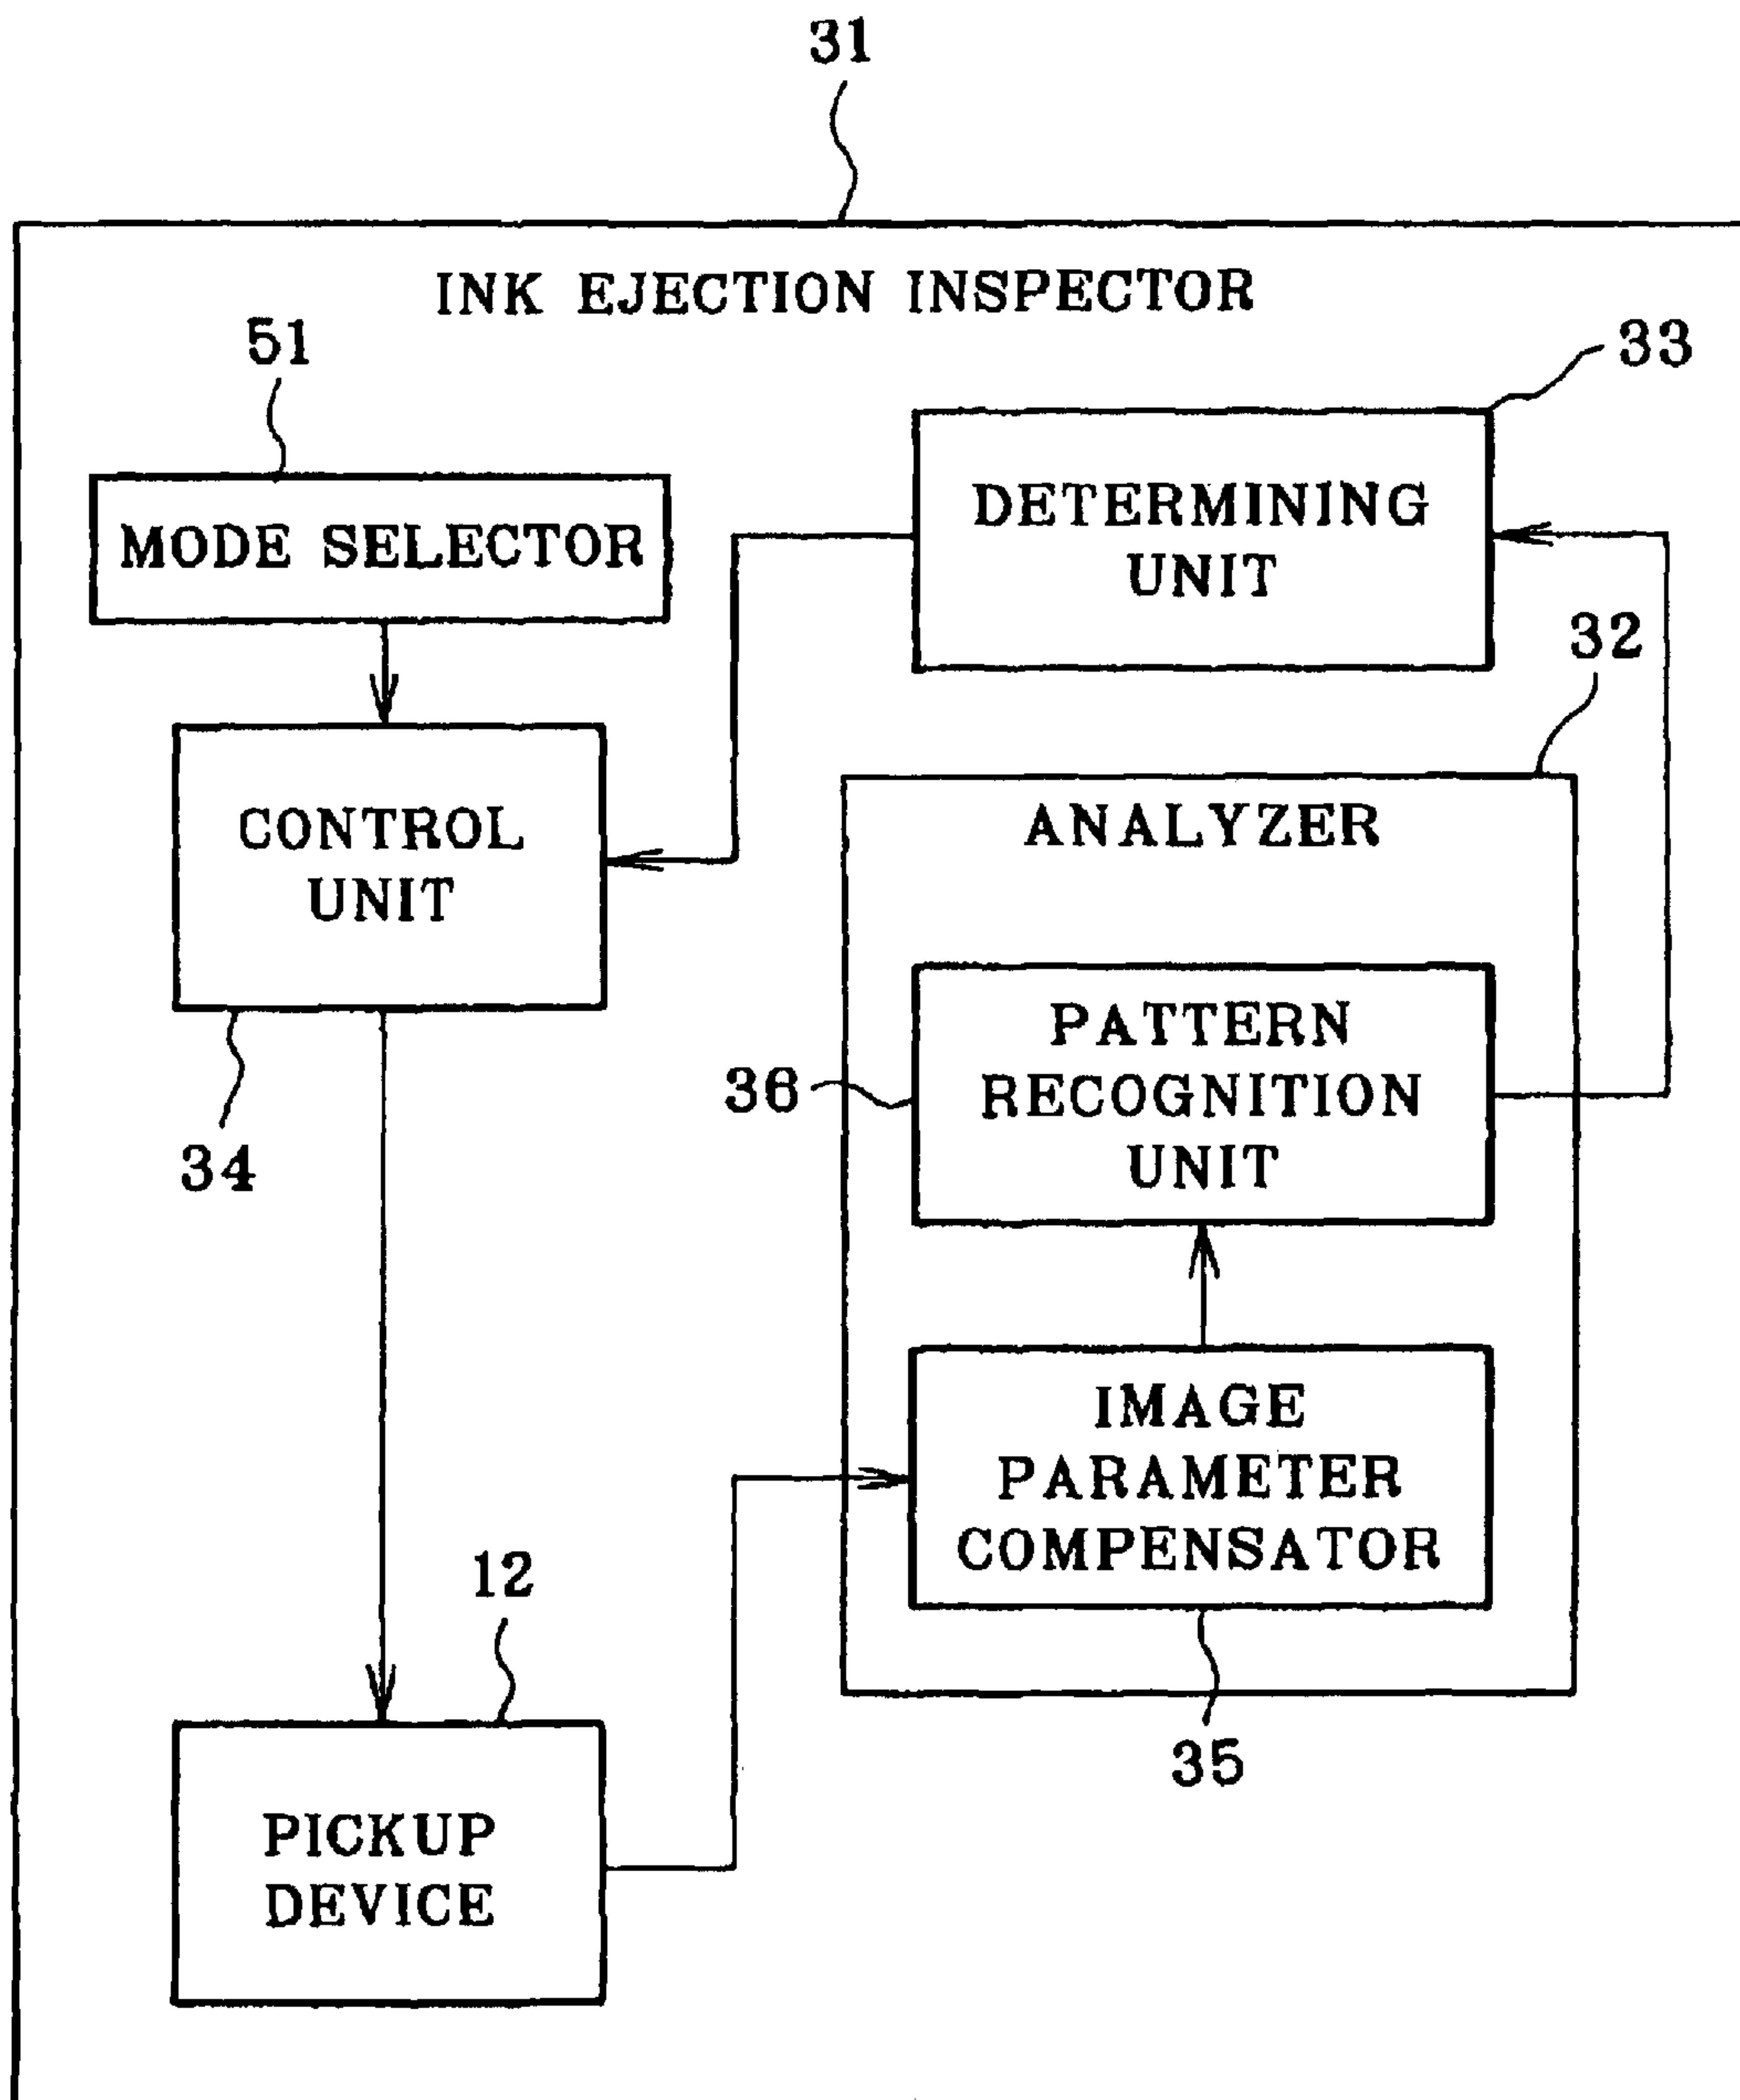 31
INK EJECTION INSPECTOR
51
33
MODE SELECTOR
DETERMINING
UNIT
32
CONTROL
UNIT
ANALYZER
34
36
PATTERN
RECOGNITION
UNIT
12
IMAGE
PARAMETER
COMPENSATOR
35
PICKUP
DEVICE